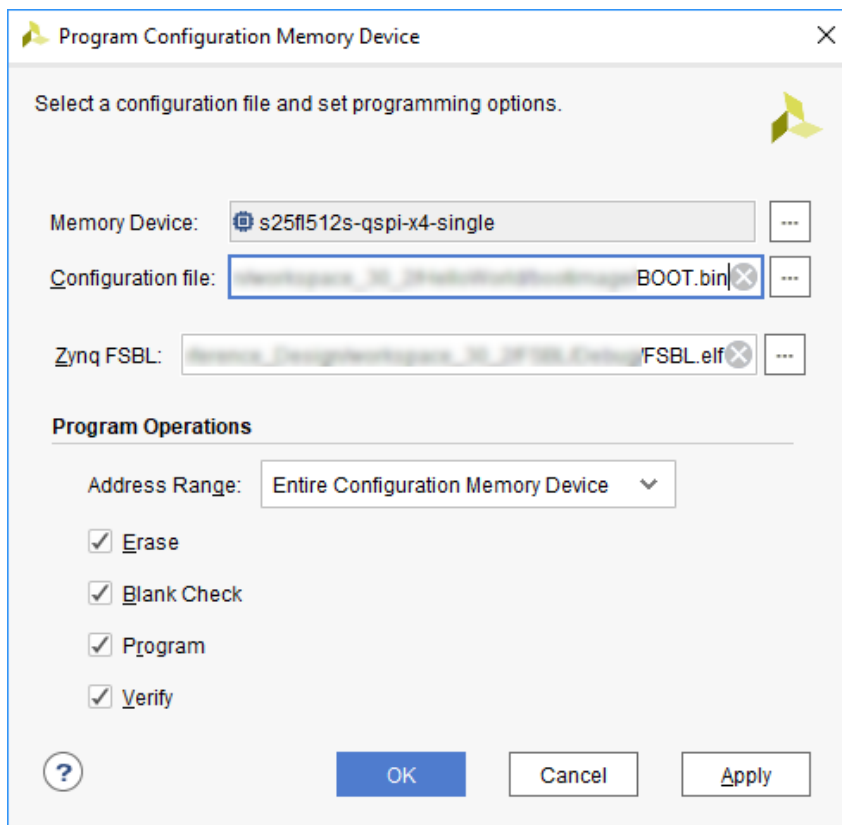 Program Configuration Memory Device
Select a configuration file and set programming options.
Memory Device: s25fl512s-qspi-x4-single ...
Configuration file: BOOT.bin ...
Zynq FSBL: /FSBL.elf ...
Program Operations
Address Range: Entire Configuration Memory Device
Erase
Blank Check
Program
Verify
? OK Cancel Apply